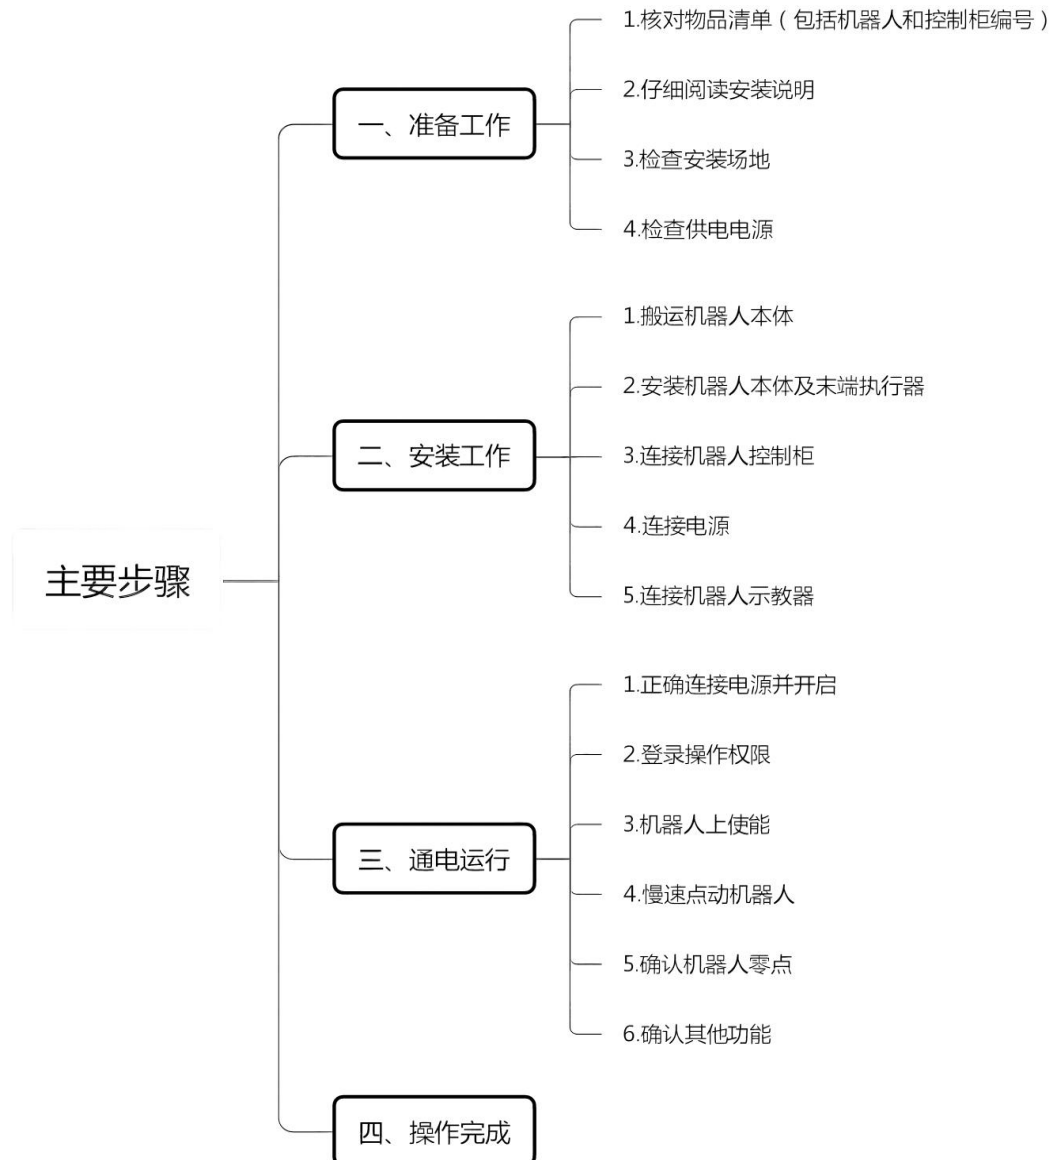 主要步骤
一、准备工作
1.核对物品清单（包括机器人和控制柜编号）
2.仔细阅读安装说明
3.检查安装场地
4.检查供电电源
二、安装工作
1.搬运机器人本体
2.安装机器人本体及末端执行器
3.连接机器人控制柜
4.连接电源
5.连接机器人示教器
三、通电运行
1.正确连接电源并开启
2.登录操作权限
3.机器人上使能
4.慢速点动机器人
5.确认机器人零点
6.确认其他功能
四、操作完成